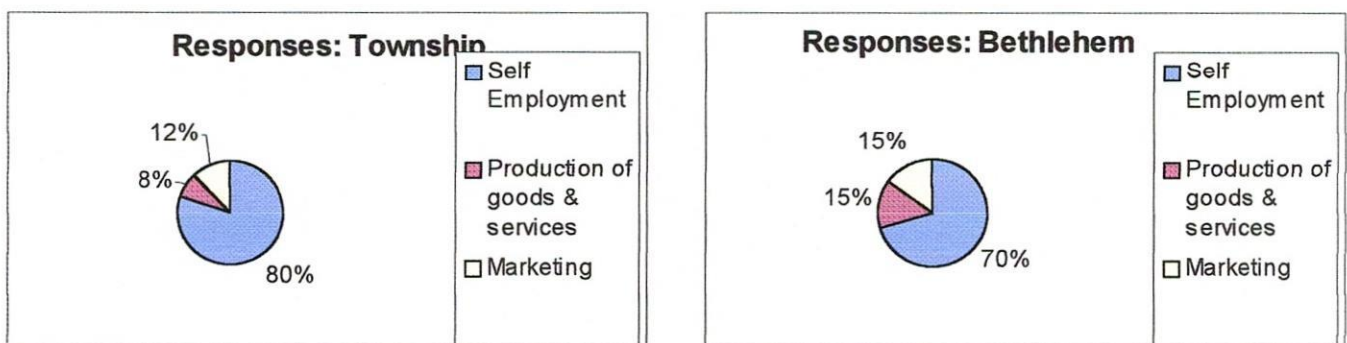 Responses: Township
Self
Employment
12%
8%
Production of
goods &
services
80%
Marketing
Responses: Bethlehem
Self
Employment
15%
15%
Production of
goods &
services
70%
Marketing